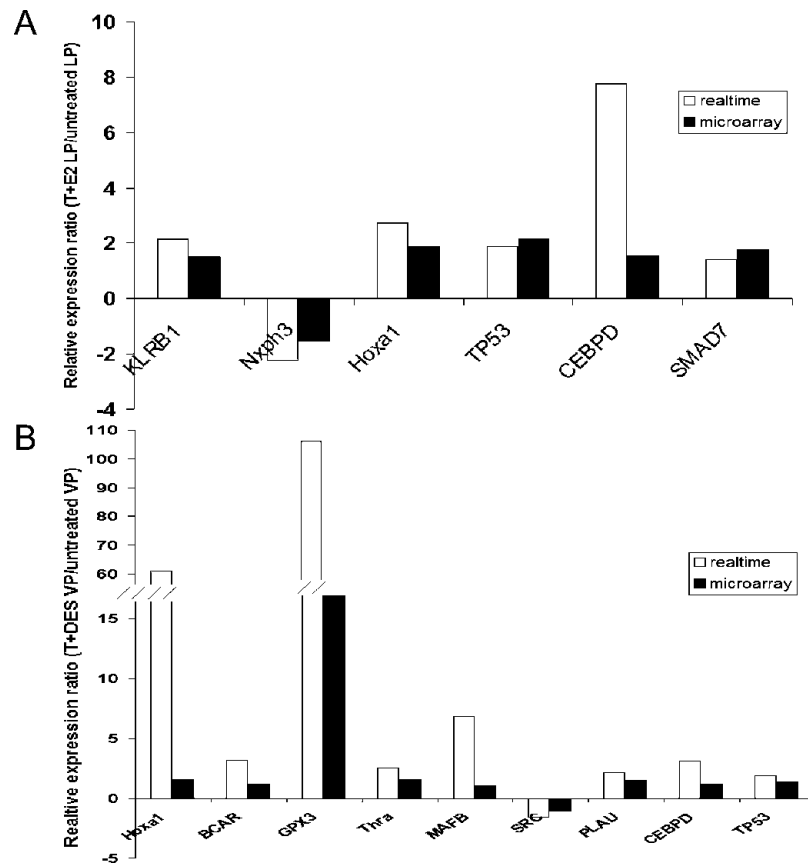 A
Relative expression ratio (T+E2 LP/untreated LP)
10
8
6
4
2
0
-2
-4
realtime
microarray
KLRB1
Nxph3
Hoxa1
TP53
CEBPD
SMAD7
B
Realtive expression ratio (T+DES VP/untreated VP)
110
100
90
80
70
60
15
10
5
0
-5
realtime
microarray
Hoxa1
BCAR
GPX3
Thra
MAFB
SRC
PLAU
CEBPD
TP53